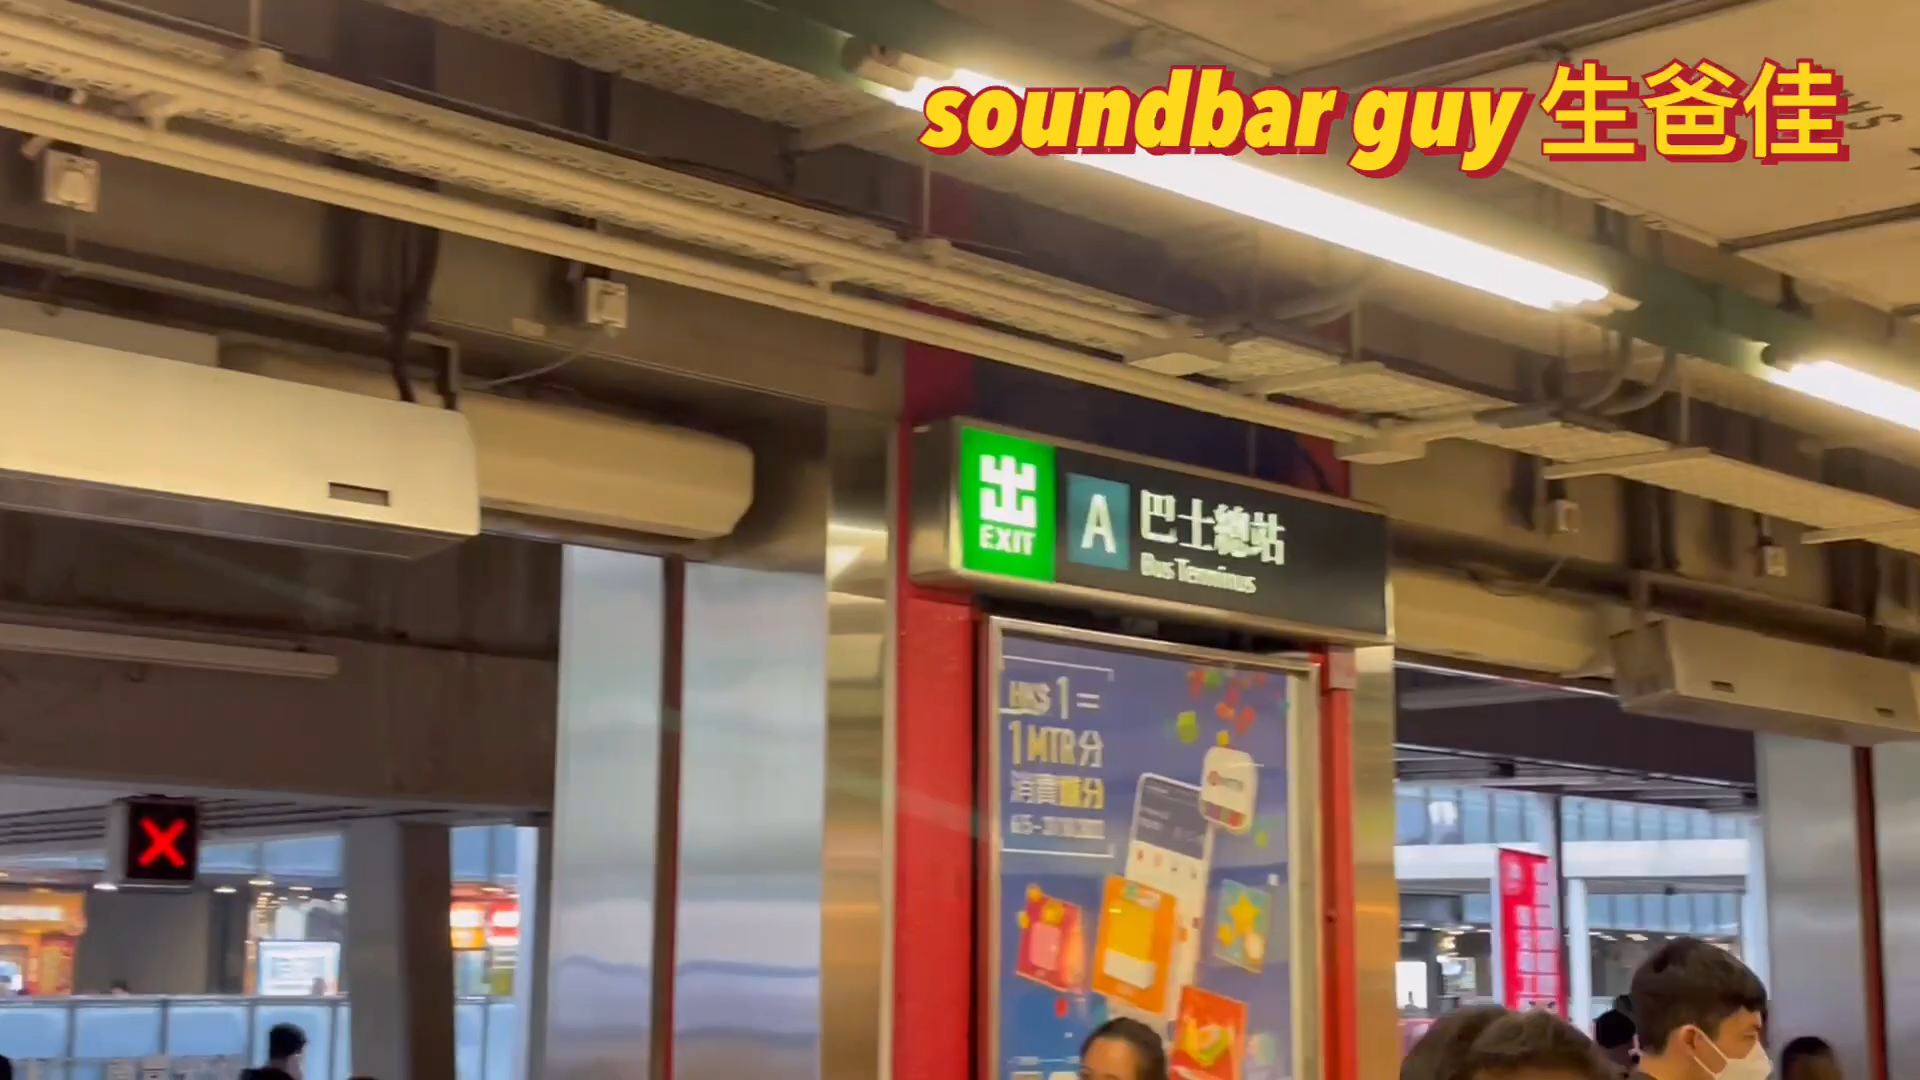 soundbar guy 生爸佳
出
EXIT
A
巴士總站
Bus Terminus
HK$ 1 =
1 MTR分
消費賺分